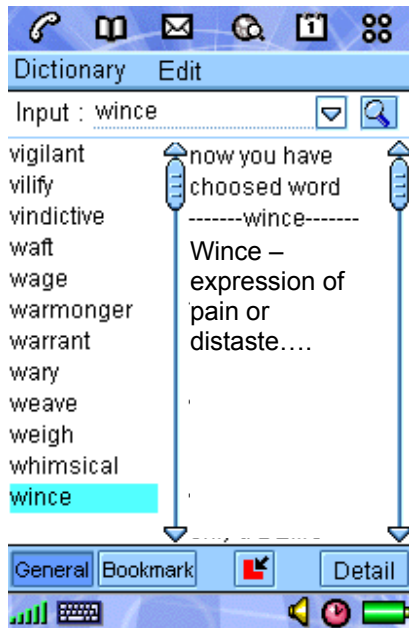 1
Dictionary Edit
Input : wince
vigilant
vilify
vindictive
waft
wage
warmonger
warrant
wary
weave
weigh
whimsical
wince
now you have
choosed word
-------wince-------
Wince –
expression of
pain or
distaste….
General Bookmark Detail